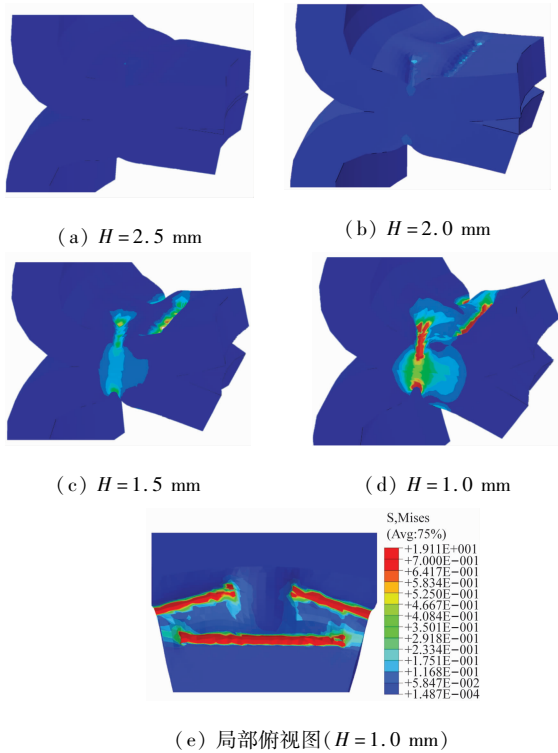 (a) H=2.5 mm
(b) H=2.0 mm
(c) H=1.5 mm
(d) H=1.0 mm
S,Mises
(Avg:75%)
+1.911E+001
+7.000E-001
+6.417E-001
+5.834E-001
+5.250E-001
+4.667E-001
+4.084E-001
+3.501E-001
+2.918E-001
+2.334E-001
+1.751E-001
+1.168E-001
+5.847E-002
+1.487E-004
(e) 局部俯视图(H=1.0 mm)